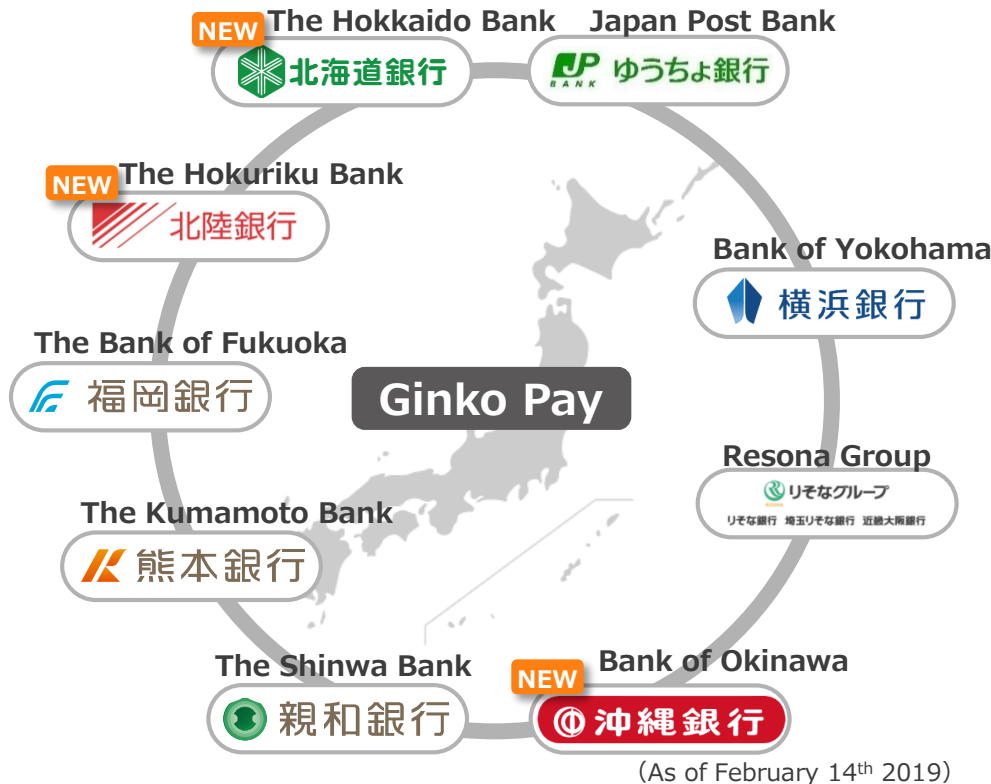 NEW
The Hokkaido Bank
北海道銀行
Japan Post Bank
JP
BANK
ゆうちょ銀行
NEW
The Hokuriku Bank
北陸銀行
Bank of Yokohama
横浜銀行
The Bank of Fukuoka
福岡銀行
Ginko Pay
Resona Group
りそなグループ
RESONA
りそな銀行 埼玉りそな銀行 近畿大阪銀行
The Kumamoto Bank
熊本銀行
The Shinwa Bank
親和銀行
NEW
Bank of Okinawa
沖縄銀行
(As of February 14th 2019)